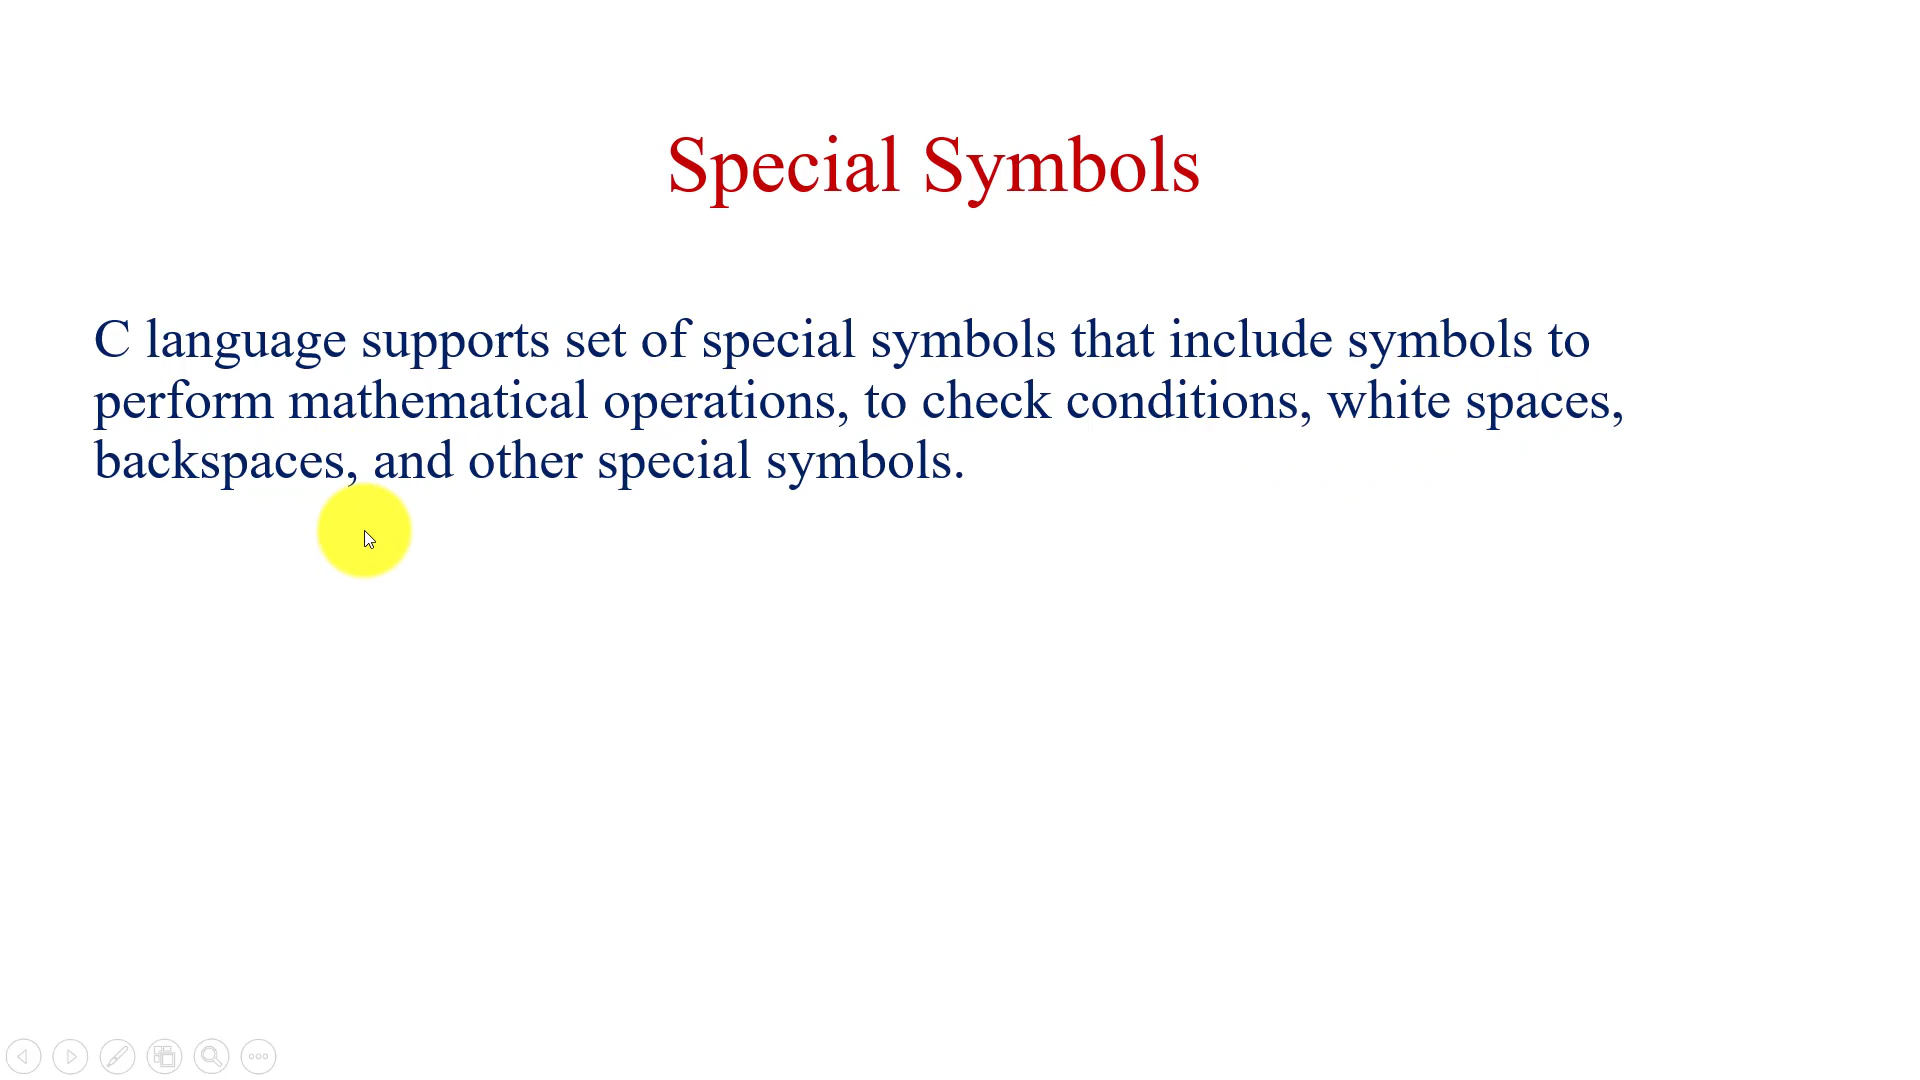 Special Symbols
C language supports set of special symbols that include symbols to
perform mathematical operations, to check conditions, white spaces,
backspaces, and other special symbols.